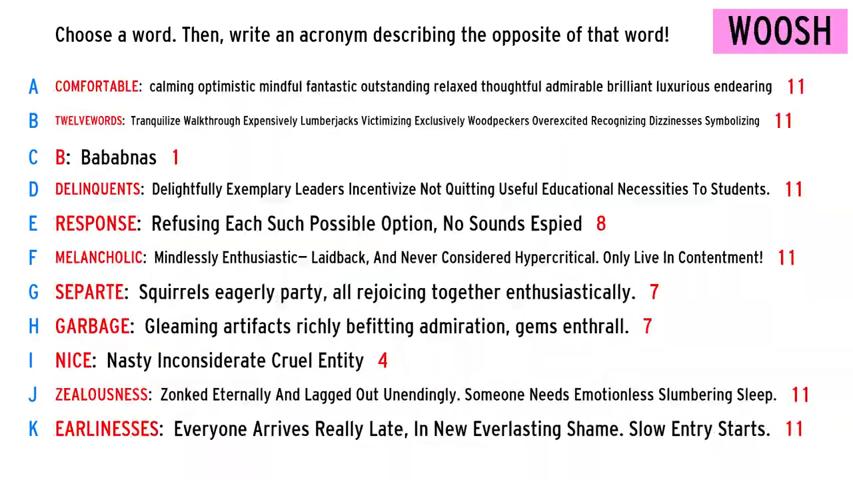 Choose a word. Then, write an acronym describing the opposite of that word!
WOOSH
A COMFORTABLE: calming optimistic mindful fantastic outstanding relaxed thoughtful admirable brilliant luxurious endearing 11
B TWELVEWORDS: Tranquilize Walkthrough Expensively Lumberjacks Victimizing Exclusively Woodpeckers Overexcited Recognizing Dizzinesses Symbolizing 11
C B: Bababnas 1
D DELINQUENTS: Delightfully Exemplary Leaders Incentivize Not Quitting Useful Educational Necessities To Students. 11
E RESPONSE: Refusing Each Such Possible Option, No Sounds Espied 8
F MELANCHOLIC: Mindlessly Enthusiastic— Laidback, And Never Considered Hypercritical. Only Live In Contentment! 11
G SEPARTE: Squirrels eagerly party, all rejoicing together enthusiastically. 7
H GARBAGE: Gleaming artifacts richly befitting admiration, gems enthrall. 7
I NICE: Nasty Inconsiderate Cruel Entity 4
J ZEALOUSNESS: Zonked Eternally And Lagged Out Unendingly. Someone Needs Emotionless Slumbering Sleep. 11
K EARLINESSES: Everyone Arrives Really Late, In New Everlasting Shame. Slow Entry Starts. 11